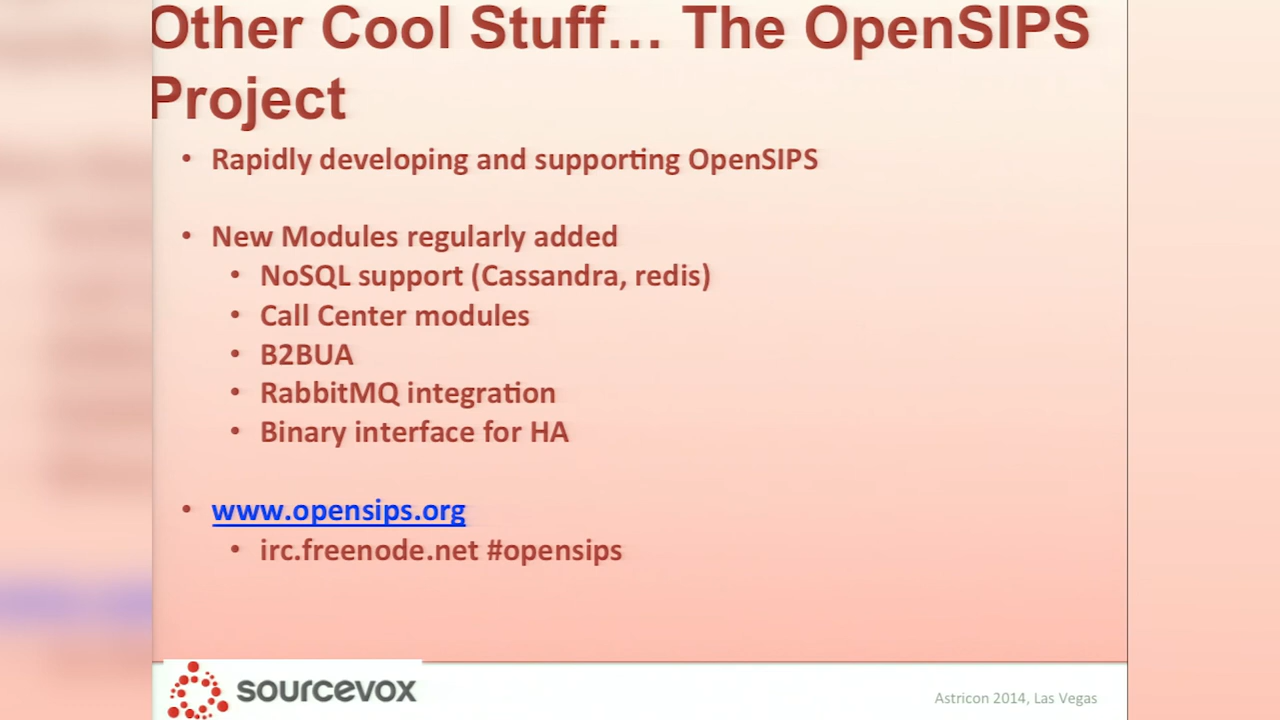 Other Cool Stuff… The OpenSIPS
Project
• Rapidly developing and supporting OpenSIPS
• New Modules regularly added
• NoSQL support (Cassandra, redis)
• Call Center modules
• B2BUA
• RabbitMQ integration
• Binary interface for HA
• www.opensips.org
• irc.freenode.net #opensips
sourcevox
Astricon 2014, Las Vegas